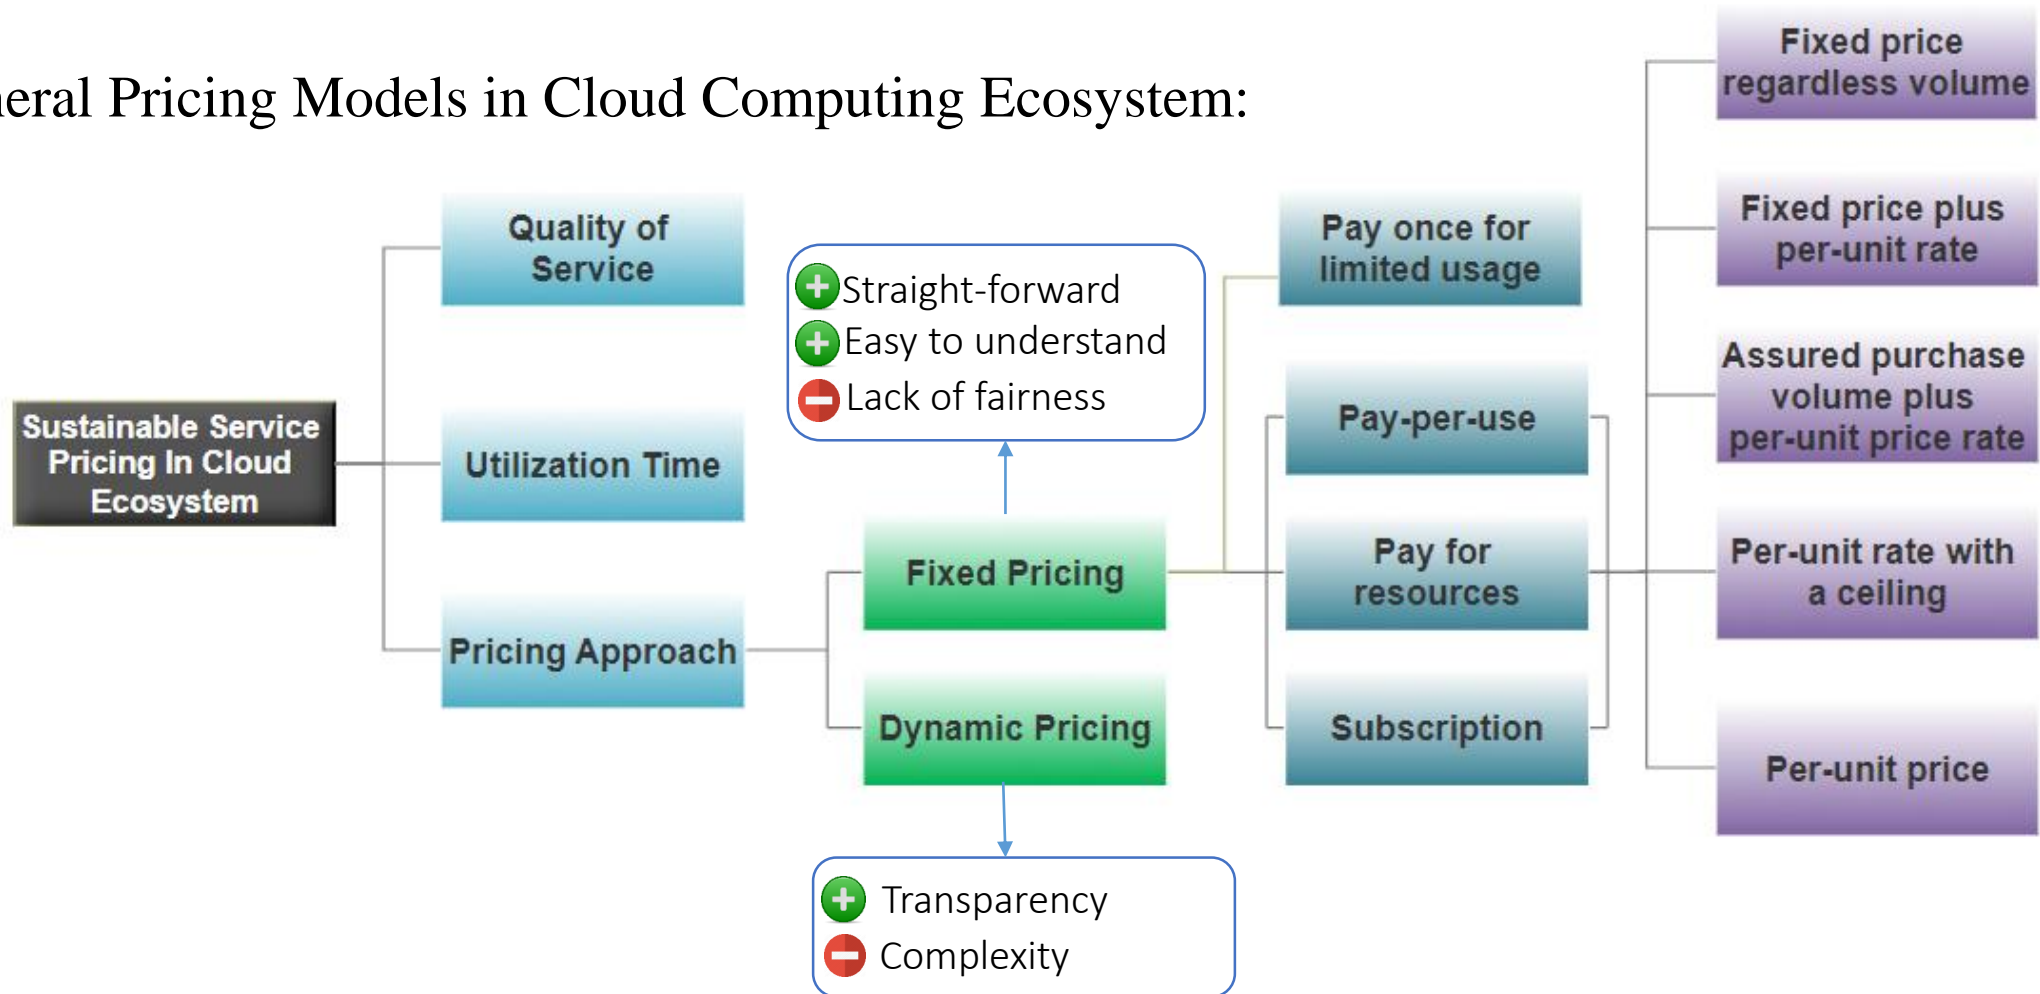 neral Pricing Models in Cloud Computing Ecosystem:
Sustainable Service
Pricing In Cloud
Ecosystem
Quality of
Service
Utilization Time
Pricing Approach
Straight-forward
Easy to understand
Lack of fairness
Fixed Pricing
Dynamic Pricing
Transparency
Complexity
Pay once for
limited usage
Pay-per-use
Pay for
resources
Subscription
Fixed price
regardless volume
Fixed price plus
per-unit rate
Assured purchase
volume plus
per-unit price rate
Per-unit rate with
a ceiling
Per-unit price